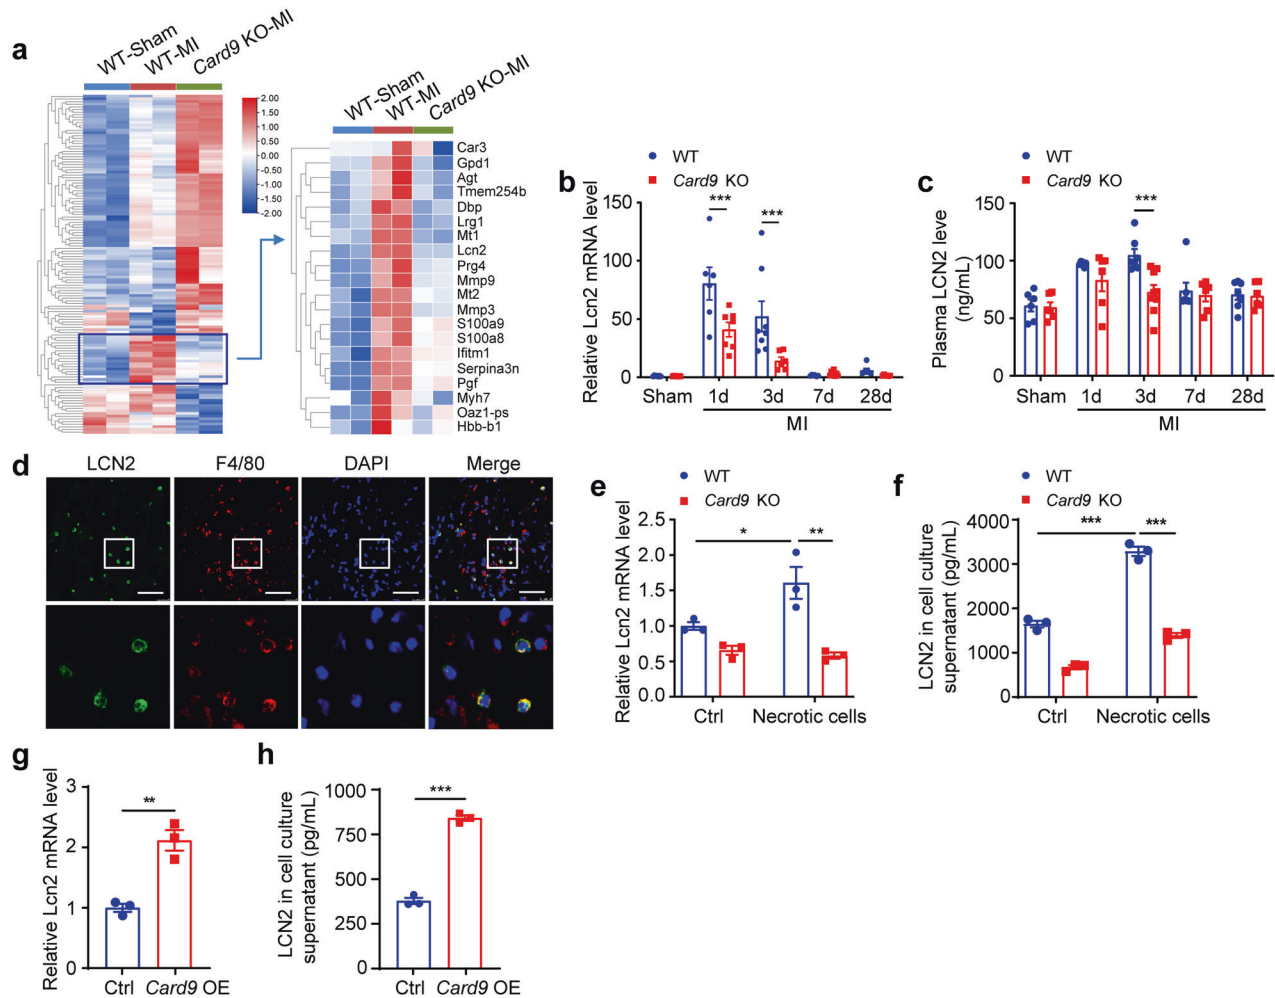 a
WT-Sham
WT-MI
Card9 KO-MI
2.00
1.50
1.00
0.50
0.00
-0.50
-1.00
-1.50
-2.00
WT-Sham
WT-MI
Card9 KO-MI
Car3
Gpd1
Agt
Tmem254b
Dbp
Lrg1
Mt1
Lcn2
Prg4
Mmp9
Mt2
Mmp3
S100a9
S100a8
Ifitm1
Serpina3n
Pgf
Myh7
Oaz1-ps
Hbb-b1
b
WT
Card9 KO
Relative Lcn2 mRNA level
150
100
50
0
***
***
Sham
1d
3d
7d
28d
MI
c
WT
Card9 KO
Plasma LCN2 leve
(ng/mL)
150
100
50
0
***
Sham
1d
3d
7d
28d
MI
d
LCN2
F4/80
DAPI
Merge
e
WT
Card9 KO
Relative Lcn2 mRNA level
2.5
2.0
1.5
1.0
0.5
0.0
*
**
Ctrl
Necrotic cells
f
WT
Card9 KO
LCN2 in cell culture
supernatant (pg/mL)
4000
3000
2000
1000
0
***
***
Ctrl
Necrotic cells
g
Relative Lcn2 mRNA level
3
2
1
0
**
Ctrl
Card9 OE
h
LCN2 in cell culture
supernatant (pg/mL)
1000
750
500
250
0
***
Ctrl
Card9 OE